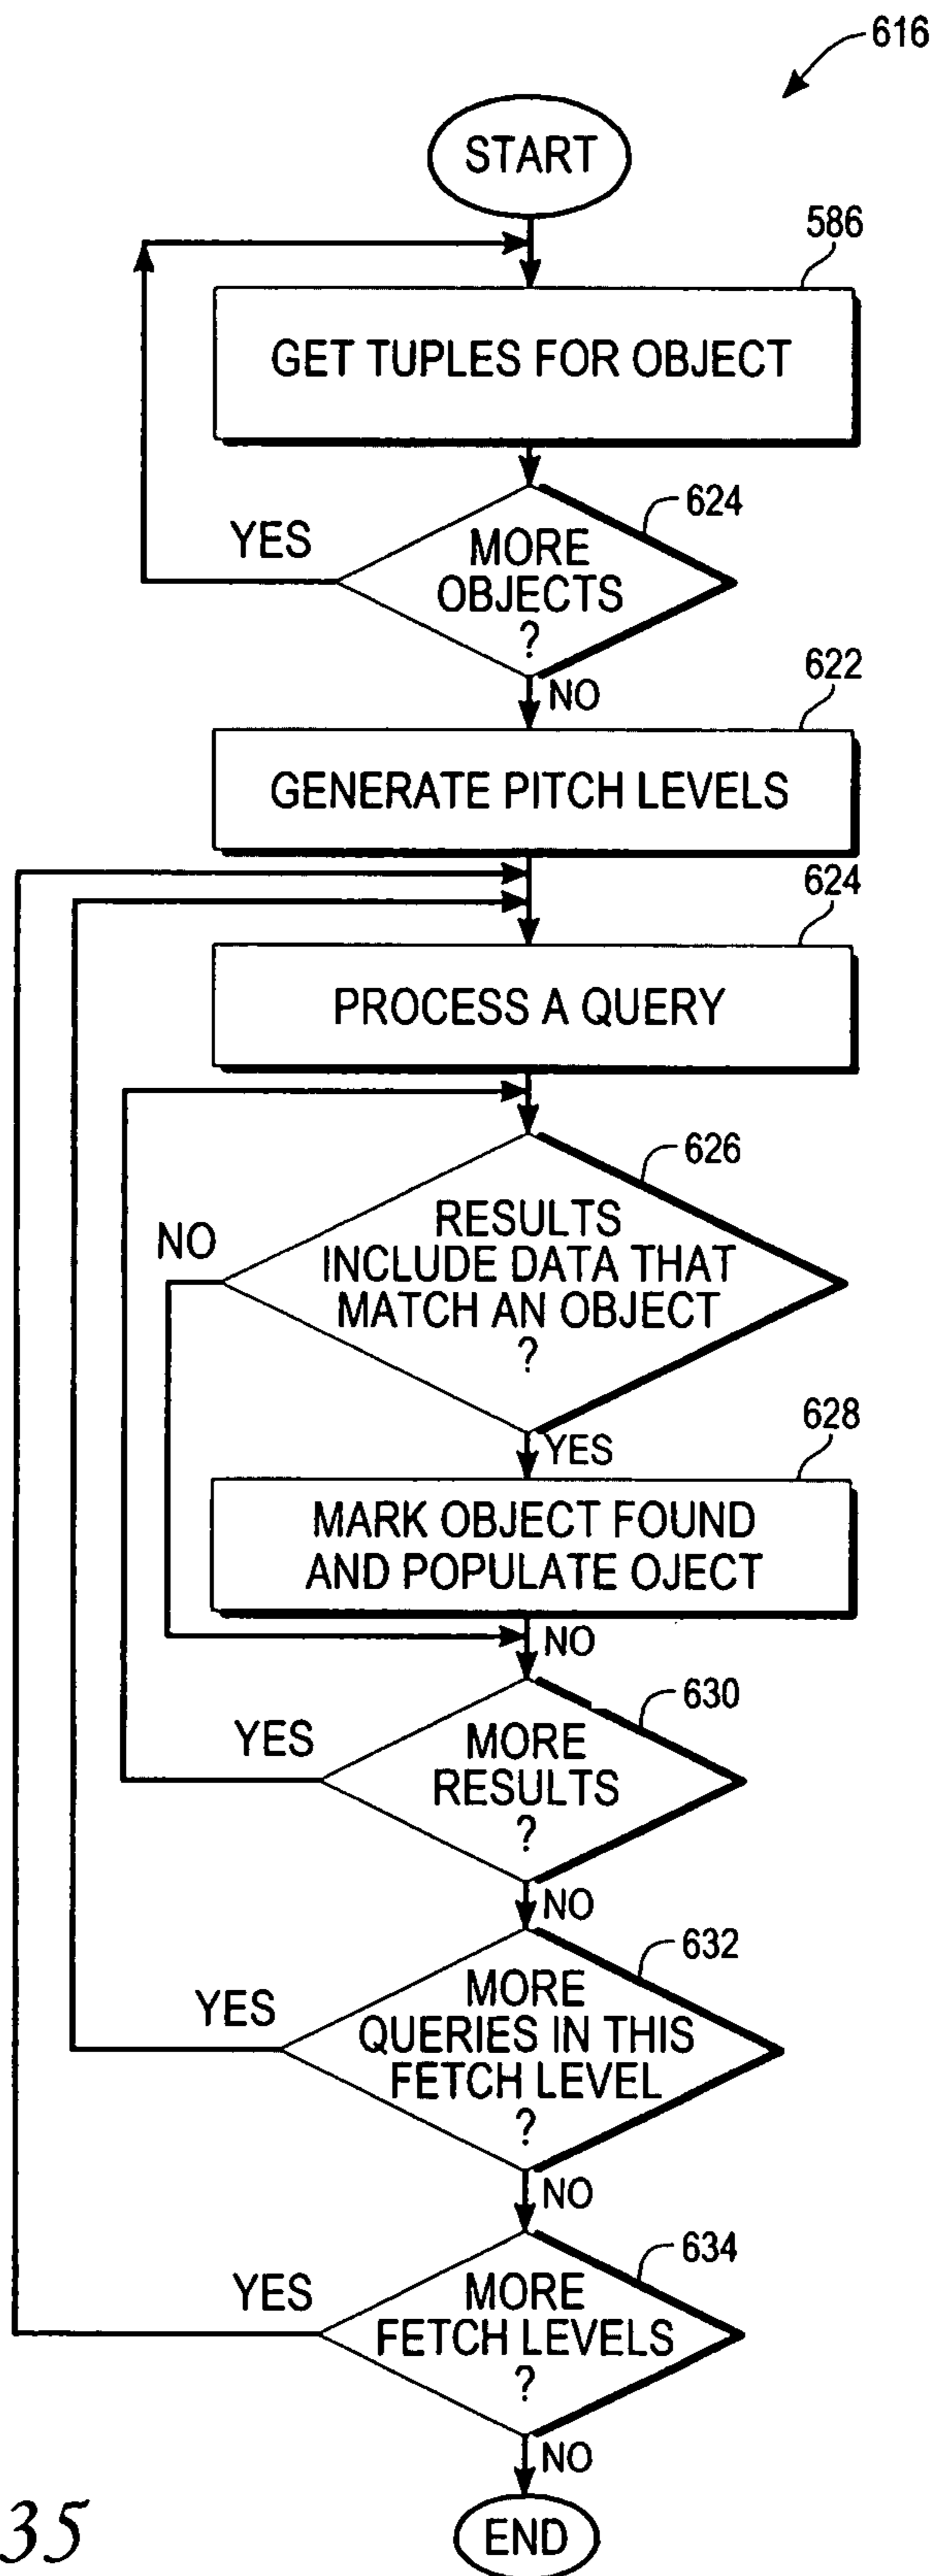 616
START
586
GET TUPLES FOR OBJECT
624
YES
MORE
OBJECTS
?
NO
622
GENERATE PITCH LEVELS
624
PROCESS A QUERY
626
NO
RESULTS
INCLUDE DATA THAT
MATCH AN OBJECT
?
YES
628
MARK OBJECT FOUND
AND POPULATE OJECT
NO
630
YES
MORE
RESULTS
?
NO
632
YES
MORE
QUERIES IN THIS
FETCH LEVEL
?
NO
634
YES
MORE
FETCH LEVELS
?
NO
END
35